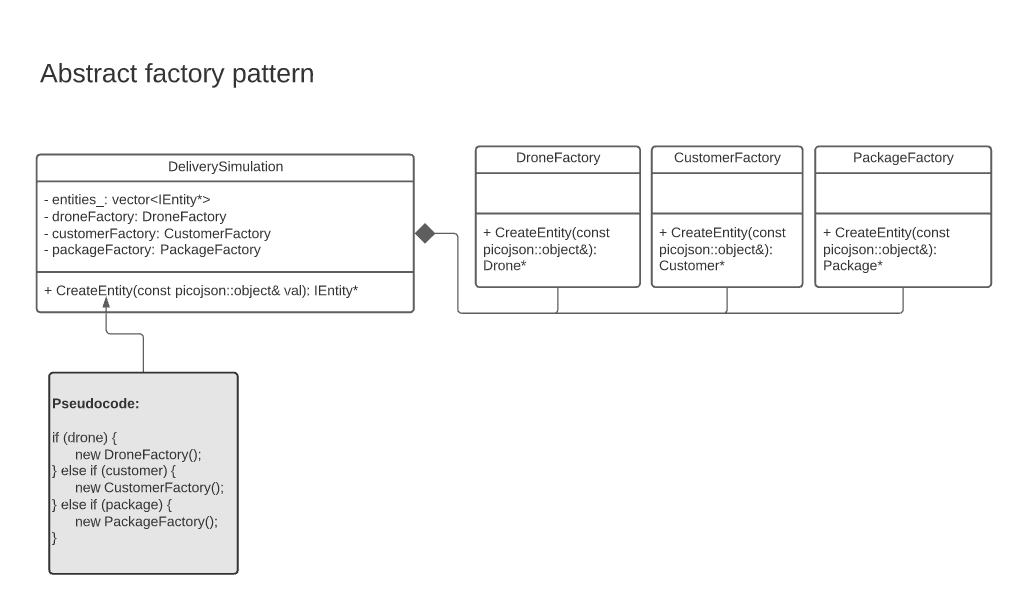 Abstract factory pattern
DeliverySimulation
- entities_: vector<IEntity*>
- droneFactory: DroneFactory
- customerFactory: CustomerFactory
- packageFactory: PackageFactory
+ CreateEntity(const picojson::object& val): IEntity*
DroneFactory
+ CreateEntity(const
picojson::object&):
Drone*
CustomerFactory
+ CreateEntity(const
picojson::object&):
Customer*
PackageFactory
+ CreateEntity(const
picojson::object&):
Package*
Pseudocode:
if (drone) {
new DroneFactory();
} else if (customer) {
new CustomerFactory();
} else if (package) {
new PackageFactory();
}